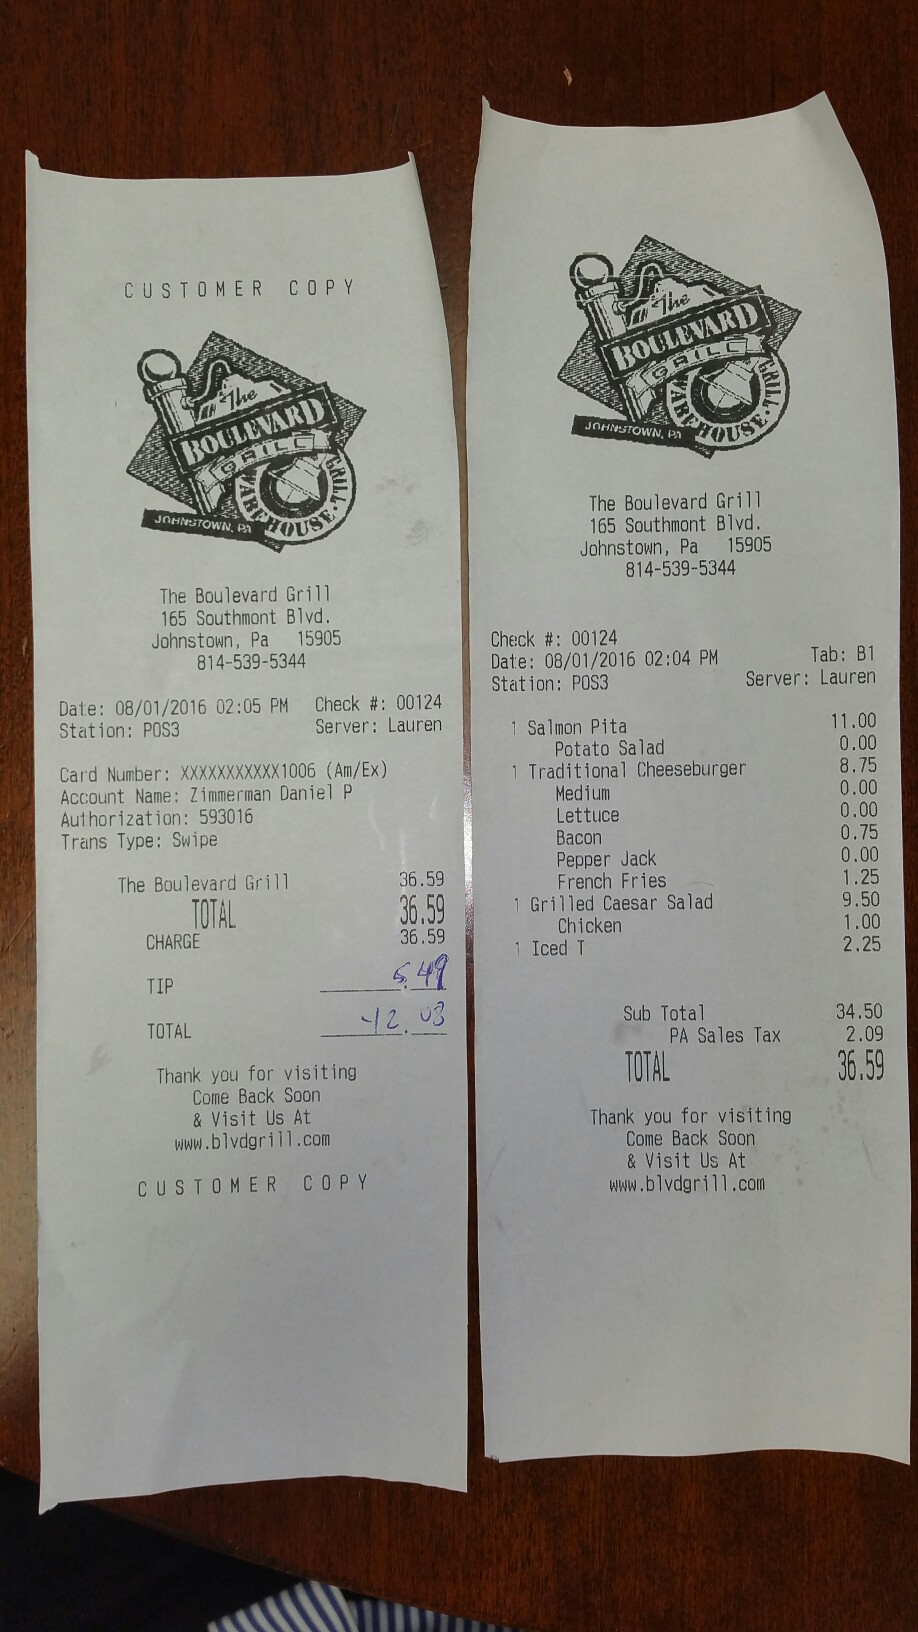 CUSTOMER COPY
The
BOULEVARD
GRILL
WAREHOUSE · GRILL
JOHNSTOWN, PA
The Boulevard Grill
165 Southmont Blvd.
Johnstown, Pa 15905
814-539-5344
Date: 08/01/2016 02:05 PM Check #: 00124
Station: POS3 Server: Lauren
Card Number: XXXXXXXXXXX1006 (Am/Ex)
Account Name: Zimmerman Daniel P
Authorization: 593016
Trans Type: Swipe
The Boulevard Grill 36.59
TOTAL 36.59
CHARGE 36.59
TIP 5.49
TOTAL 42.03
Thank you for visiting
Come Back Soon
& Visit Us At
www.blvdgrill.com
CUSTOMER COPY
The
BOULEVARD
GRILL
WAREHOUSE · GRILL
JOHNSTOWN, PA
The Boulevard Grill
165 Southmont Blvd.
Johnstown, Pa 15905
814-539-5344
Check #: 00124
Date: 08/01/2016 02:04 PM Tab: B1
Station: POS3 Server: Lauren
1 Salmon Pita 11.00
Potato Salad 0.00
1 Traditional Cheeseburger 8.75
Medium 0.00
Lettuce 0.00
Bacon 0.75
Pepper Jack 0.00
French Fries 1.25
1 Grilled Caesar Salad 9.50
Chicken 1.00
1 Iced T 2.25
Sub Total 34.50
PA Sales Tax 2.09
TOTAL 36.59
Thank you for visiting
Come Back Soon
& Visit Us At
www.blvdgrill.com